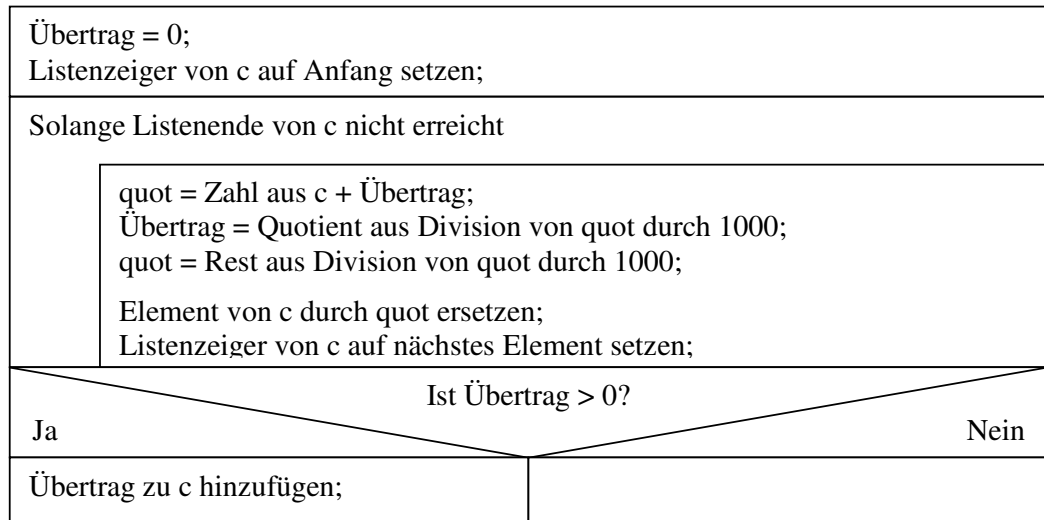 Übertrag = 0;
Listenzeiger von c auf Anfang setzen;
Solange Listenende von c nicht erreicht
quot = Zahl aus c + Übertrag;
Übertrag = Quotient aus Division von quot durch 1000;
quot = Rest aus Division von quot durch 1000;
Element von c durch quot ersetzen;
Listenzeiger von c auf nächstes Element setzen;
Ist Übertrag > 0?
Ja Nein
Übertrag zu c hinzufügen;